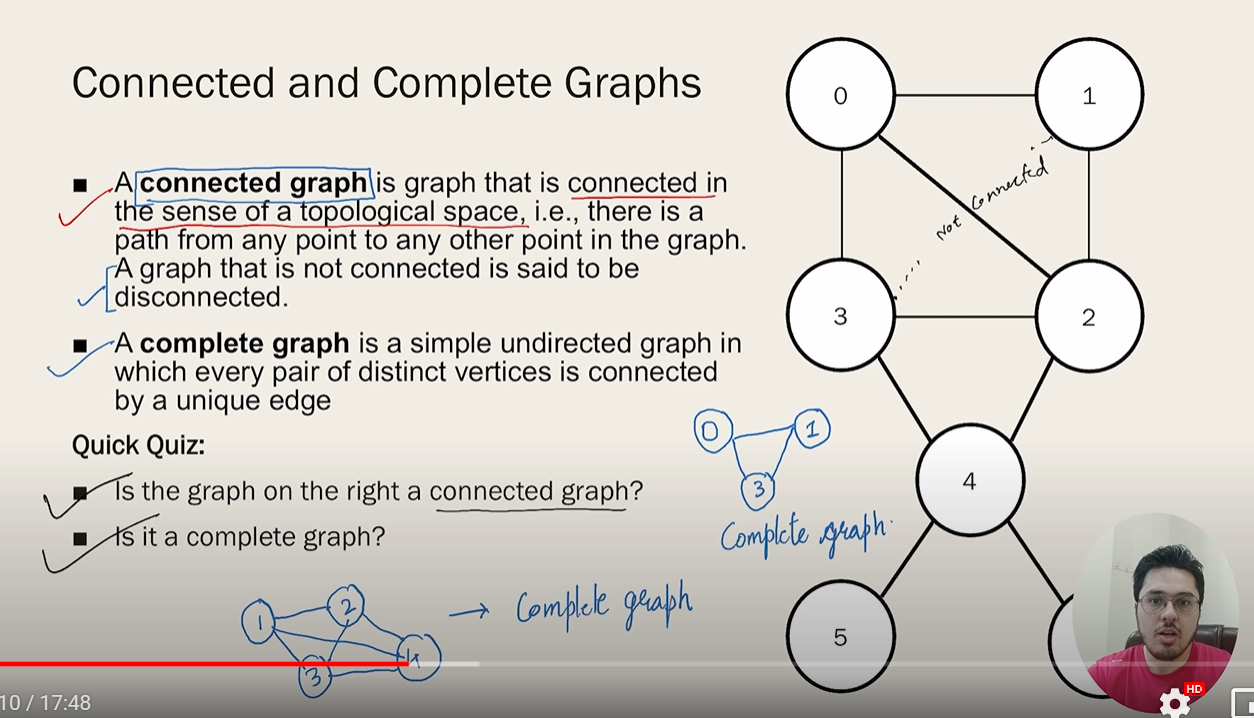 Connected and Complete Graphs
■ A connected graph is graph that is connected in
the sense of a topological space, i.e., there is a
path from any point to any other point in the graph.
A graph that is not connected is said to be
disconnected.
■ A complete graph is a simple undirected graph in
which every pair of distinct vertices is connected
by a unique edge
Quick Quiz:
■ Is the graph on the right a connected graph?
■ Is it a complete graph?
0
1
Not Connected
3
2
4
5
0 1
3
Complete graph.
1 2
3 4
→ Complete graph
10 / 17:48
HD